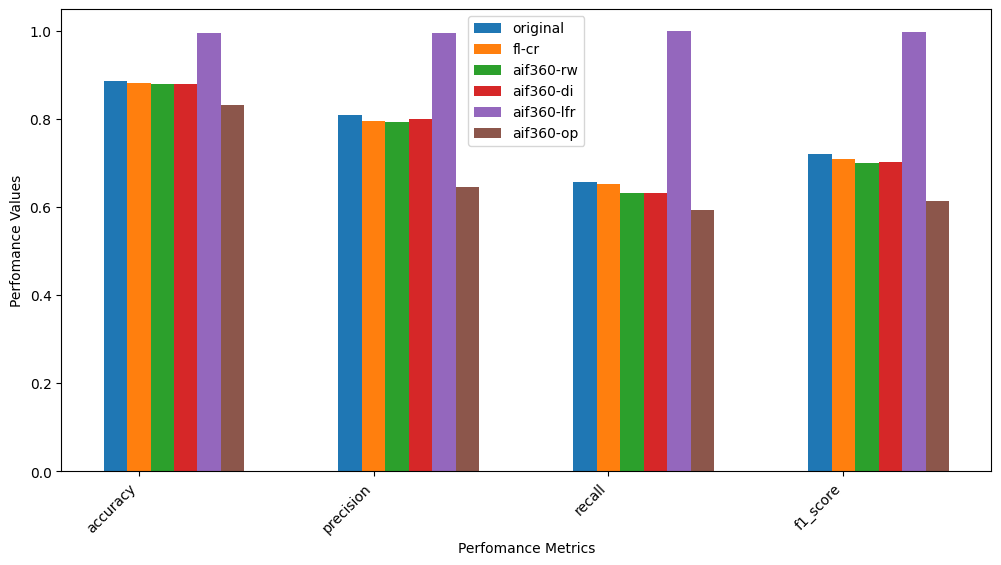 original
fl-cr
aif360-rw
aif360-di
aif360-lfr
aif360-op
1.0
0.8
0.6
0.4
0.2
0.0
Perfomance Values
accuracy
precision
recall
f1_score
Perfomance Metrics